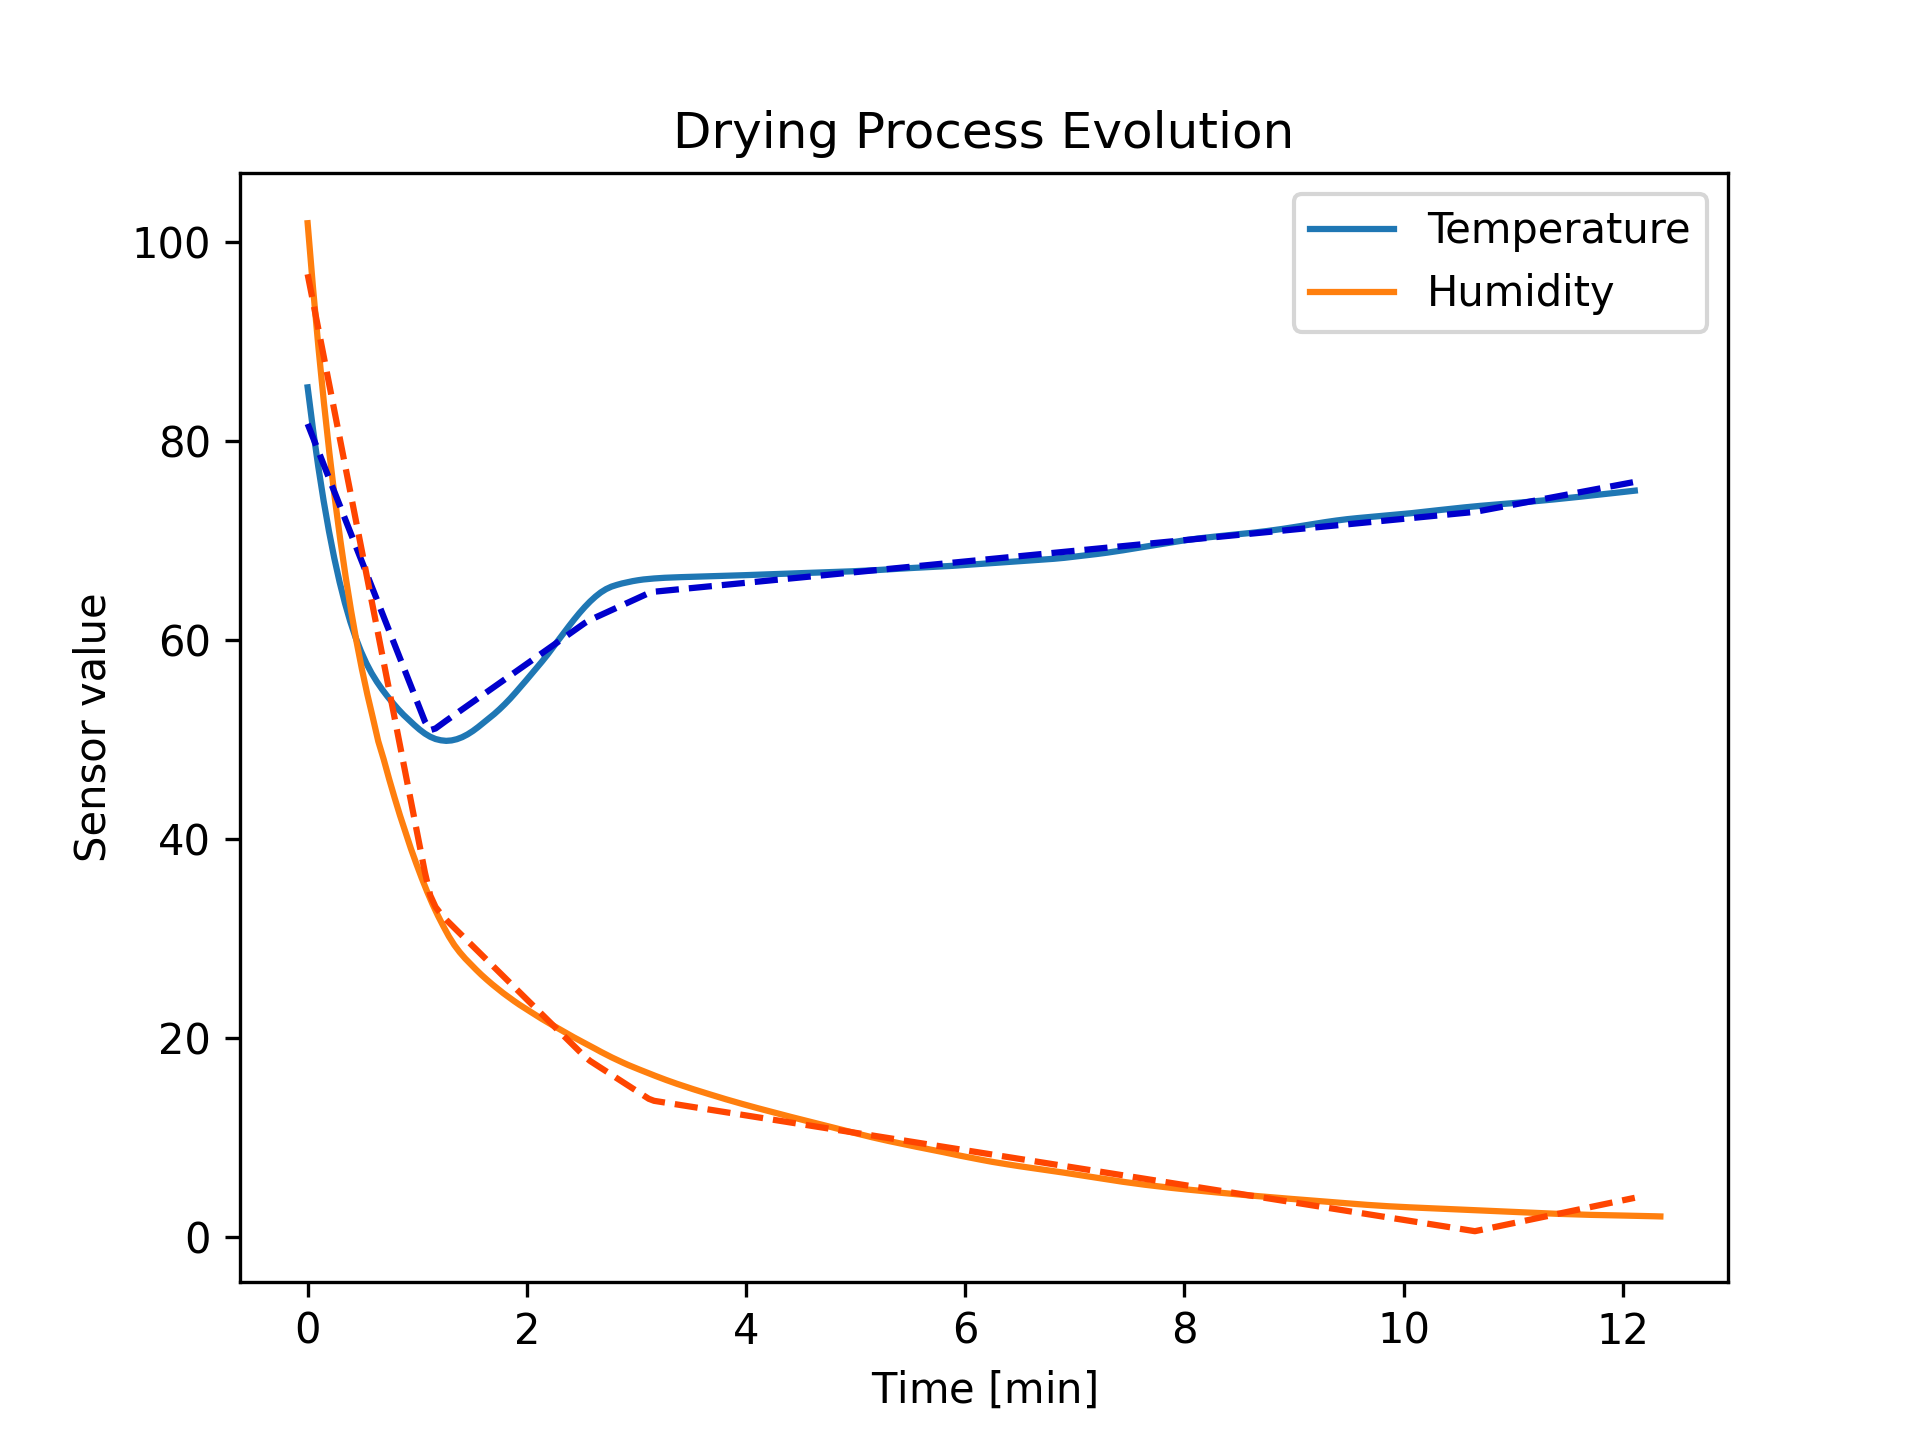 Drying Process Evolution
Temperature
Humidity
100
80
60
40
20
0
Sensor value
0 2 4 6 8 10 12
Time [min]